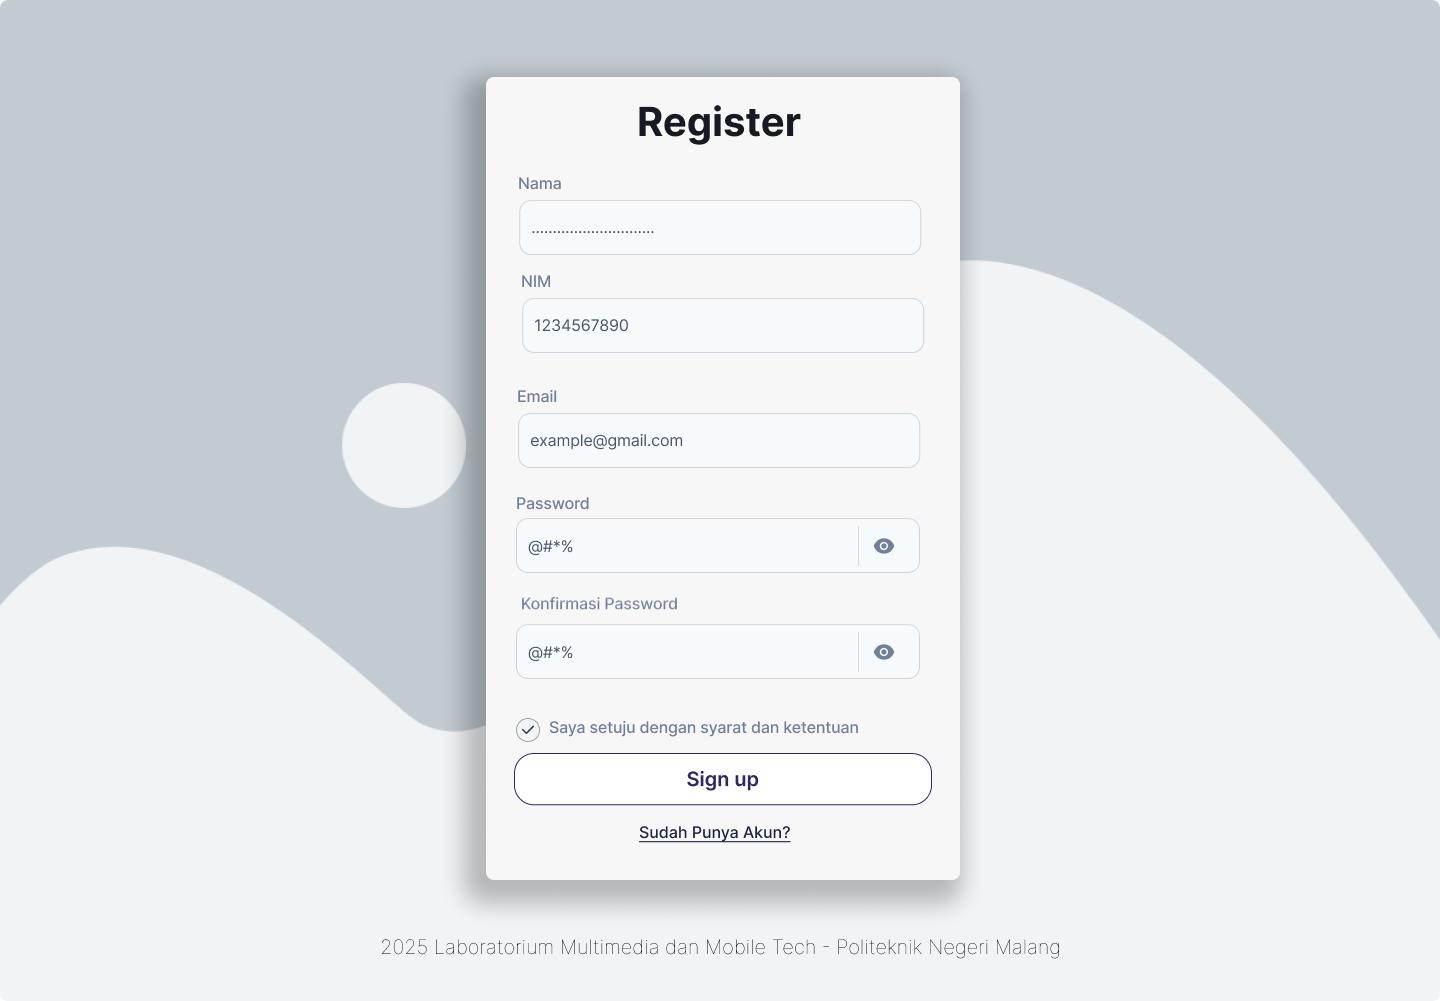 Register
Nama
..............................
NIM
1234567890
Email
example@gmail.com
Password
@#*%
Konfirmasi Password
@#*%
Saya setuju dengan syarat dan ketentuan
Sign up
Sudah Punya Akun?
2025 Laboratorium Multimedia dan Mobile Tech - Politeknik Negeri Malang